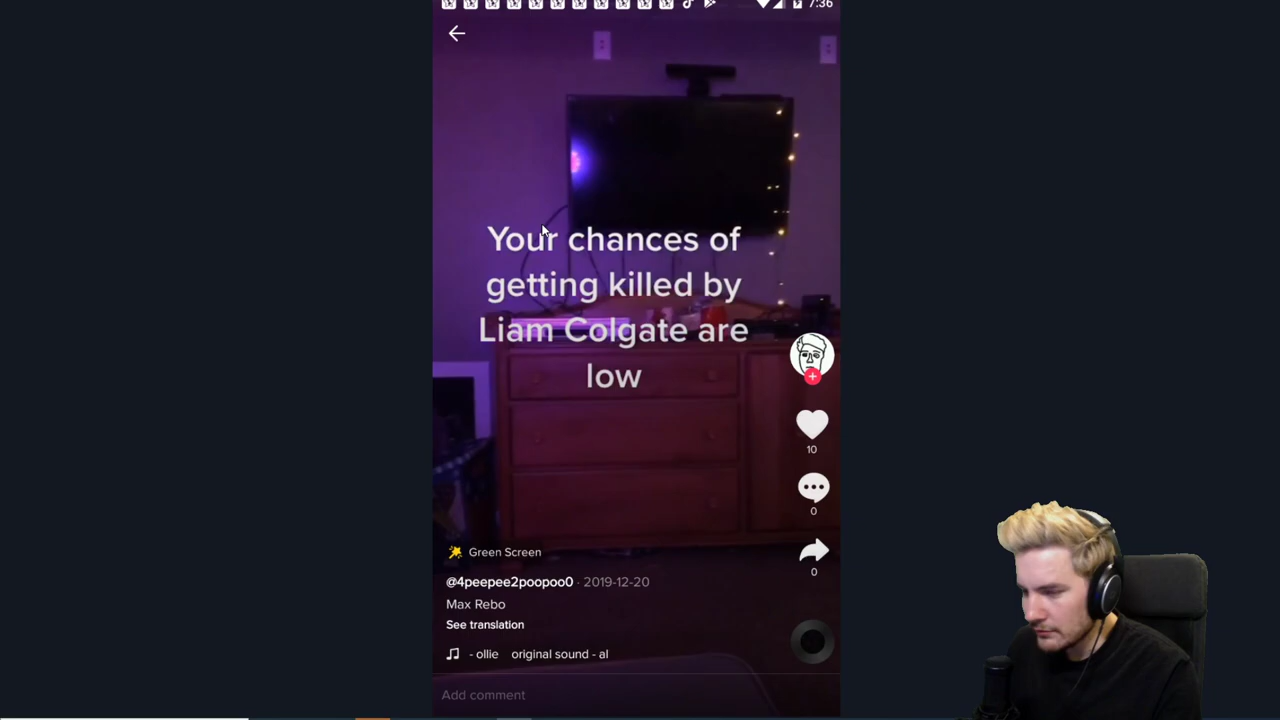 7:36
Your chances of
getting killed by
Liam Colgate are
low
10
0
0
Green Screen
@4peepee2poopoo0 · 2019-12-20
Max Rebo
See translation
- ollie original sound - al
Add comment